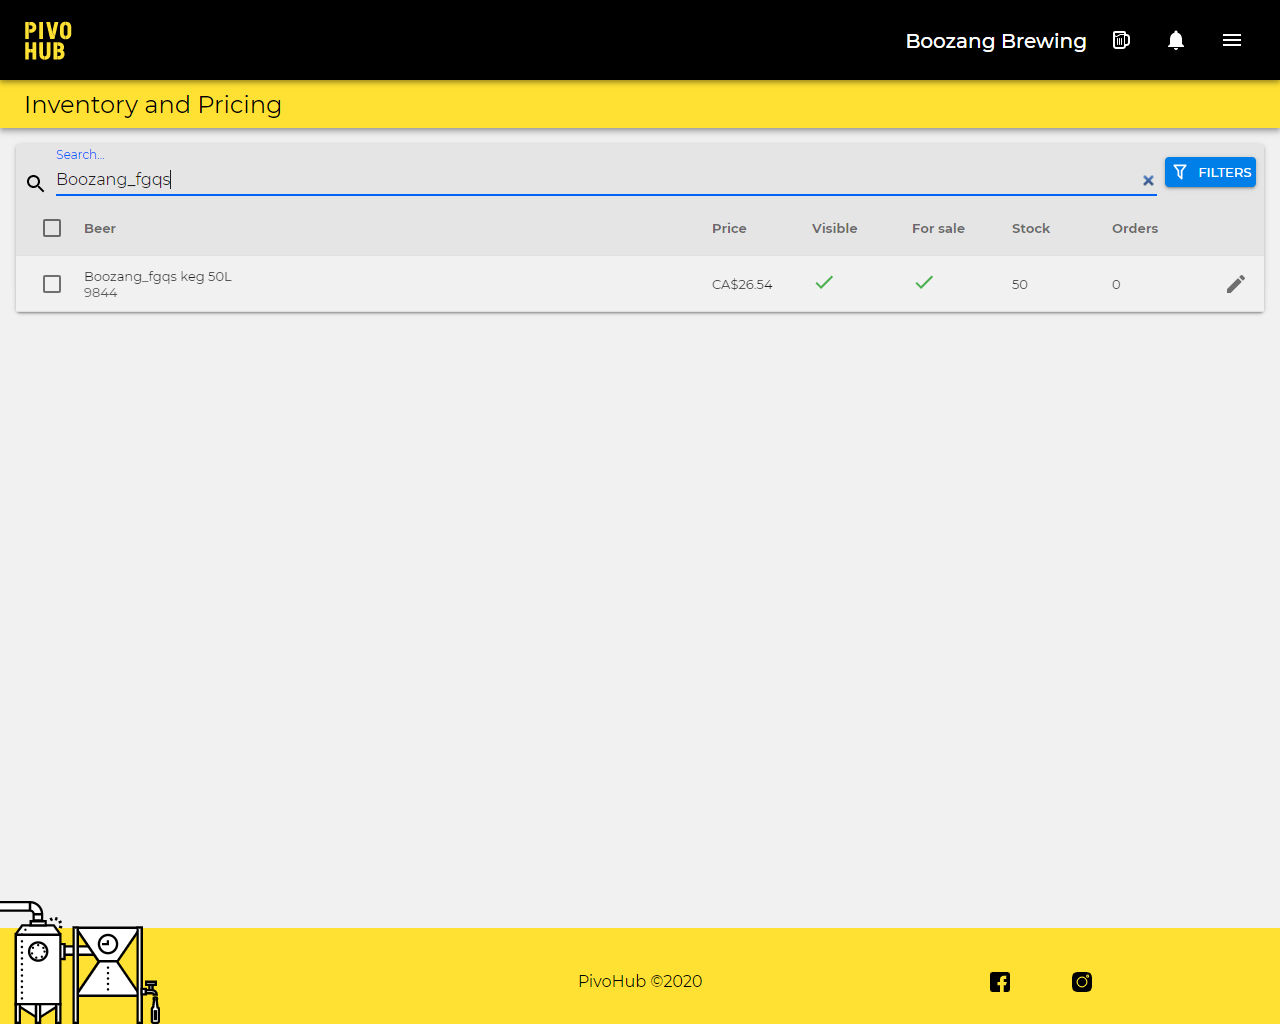 PIVO
HUB
Boozang Brewing
Inventory and Pricing
Search...
Boozang_fgqs
FILTERS
Beer Price Visible For sale Stock Orders
Boozang_fgqs keg 50L
9844
CA$26.54 50 0
PivoHub ©2020